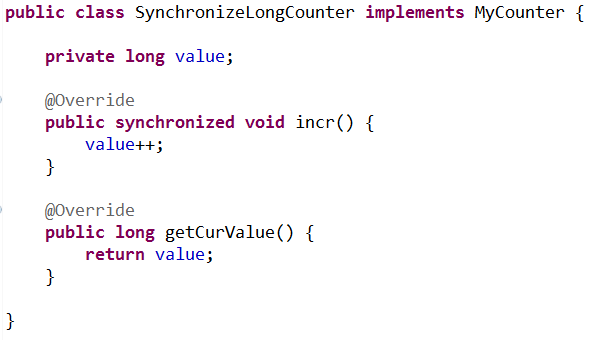 public class SynchronizeLongCounter implements MyCounter {
private long value;
@Override
public synchronized void incr() {
value++;
}
@Override
public long getCurValue() {
return value;
}
}